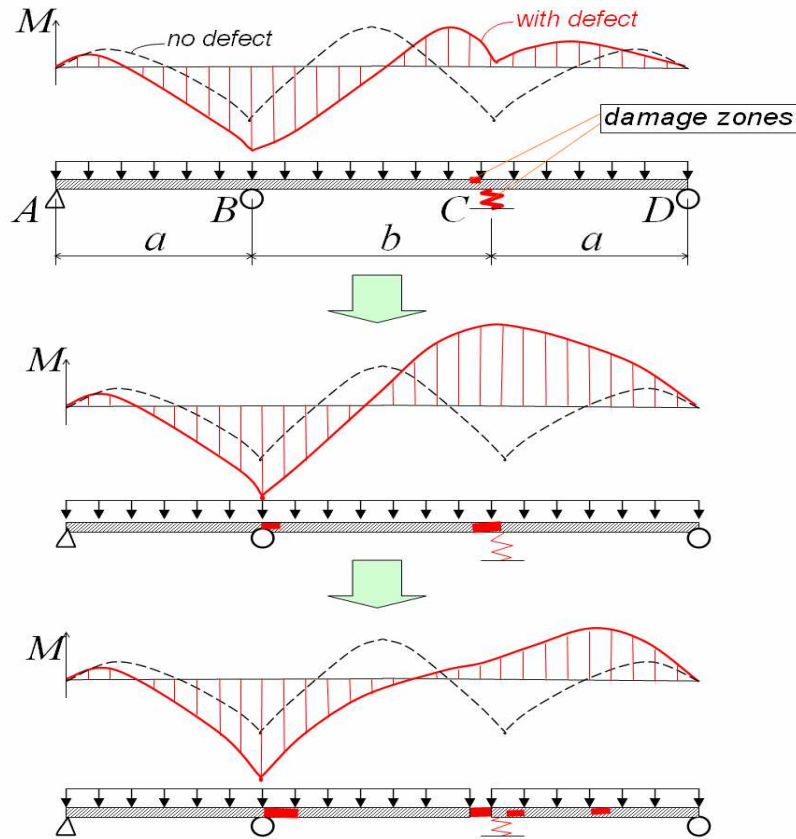 M
no defect
with defect
damage zones
A B C D
a b a
M
M